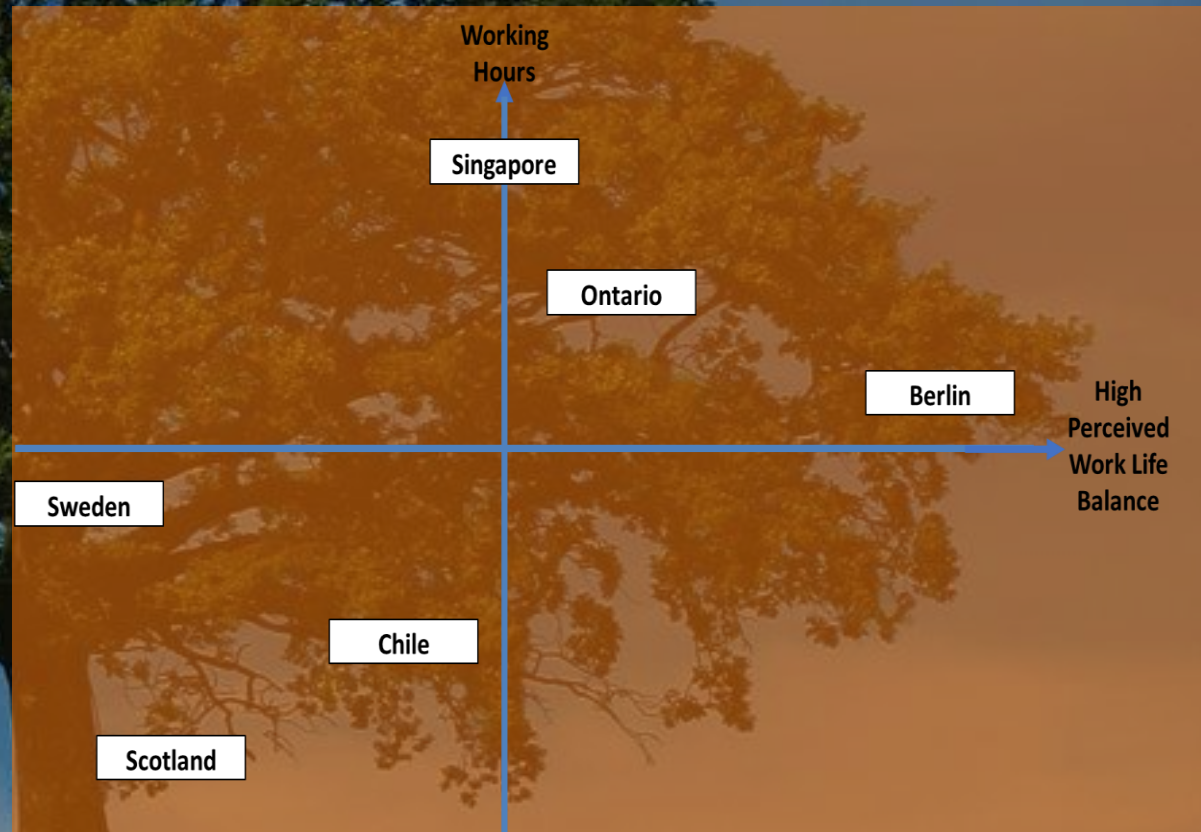 Working
Hours
Singapore
Ontario
Berlin
High
Perceived
Work Life
Balance
Sweden
Chile
Scotland